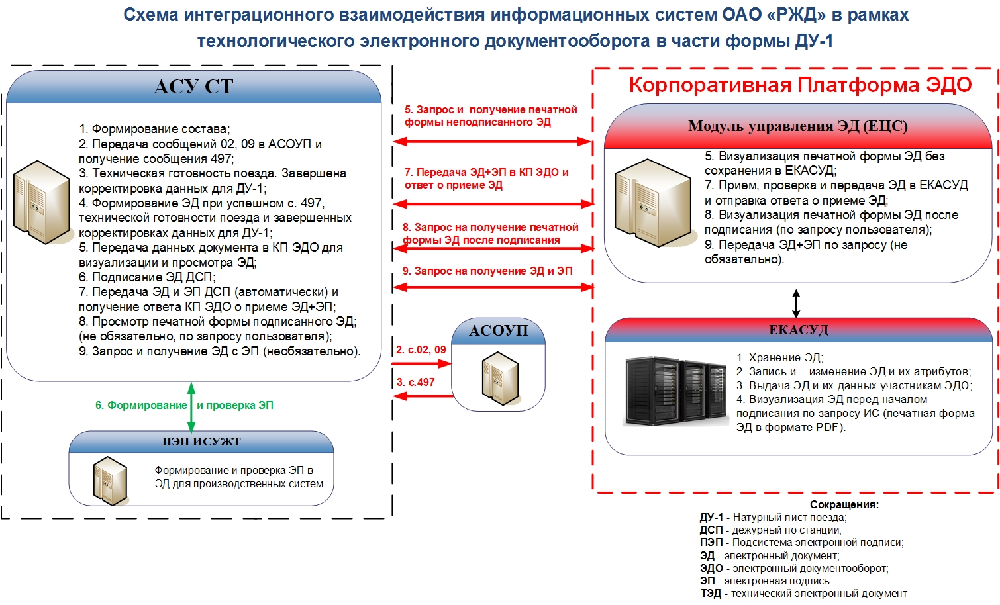 Схема интеграционного взаимодействия информационных систем ОАО «РЖД» в рамках
технологического электронного документооборота в части формы ДУ-1
АСУ СТ
1. Формирование состава;
2. Передача сообщений 02, 09 в АСОУП и
получение сообщения 497;
3. Техническая готовность поезда. Завершена
корректировка данных для ДУ-1;
4. Формирование ЭД при успешном с. 497,
технической готовности поезда и завершенных
корректировках данных для ДУ-1;
5. Передача данных документа в КП ЭДО для
визуализации и просмотра ЭД;
6. Подписание ЭД ДСП;
7. Передача ЭД и ЭП ДСП (автоматически) и
получение ответа КП ЭДО о приеме ЭД+ЭП;
8. Просмотр печатной формы подписанного ЭД;
(не обязательно, по запросу пользователя);
9. Запрос и получение ЭД с ЭП (необязательно).
6. Формирование и проверка ЭП
ПЭП ИСУЖТ
Формирование и проверка ЭП в
ЭД для производственных систем
5. Запрос и получение печатной
формы неподписанного ЭД
7. Передача ЭД+ЭП в КП ЭДО и
ответ о приеме ЭД
8. Запрос на получение печатной
формы ЭД после подписания
9. Запрос на получение ЭД и ЭП
2. с.02, 09
3. с.497
АСОУП
Корпоративная Платформа ЭДО
Модуль управления ЭД (ЕЦС)
5. Визуализация печатной формы ЭД без
сохранения в ЕКАСУД;
7. Прием, проверка и передача ЭД в ЕКАСУД
и отправка ответа о приеме ЭД;
8. Визуализация печатной формы ЭД после
подписания (по запросу пользователя);
9. Передача ЭД+ЭП по запросу (не
обязательно).
ЕКАСУД
1. Хранение ЭД;
2. Запись и изменение ЭД и их атрибутов;
3. Выдача ЭД и их данных участникам ЭДО;
4. Визуализация ЭД перед началом
подписания по запросу ИС (печатная форма
ЭД в формате PDF).
Сокращения:
ДУ-1 - Натурный лист поезда;
ДСП - дежурный по станции;
ПЭП - Подсистема электронной подписи;
ЭД - электронный документ;
ЭДО - электронный документооборот;
ЭП - электронная подпись.
ТЭД - технический электронный документ